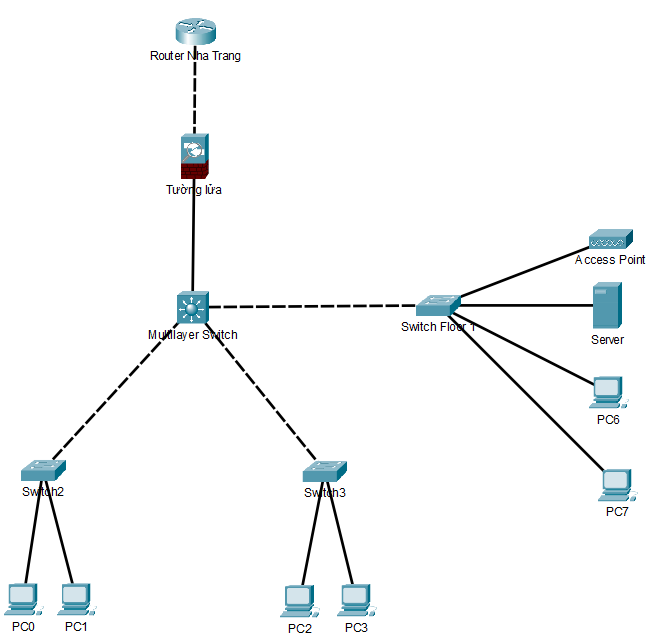 Router Nha Trang
Tường lửa
Access Point
Multilayer Switch
Switch Floor 1
Server
PC6
Switch2
Switch3
PC7
PC0
PC1
PC2
PC3